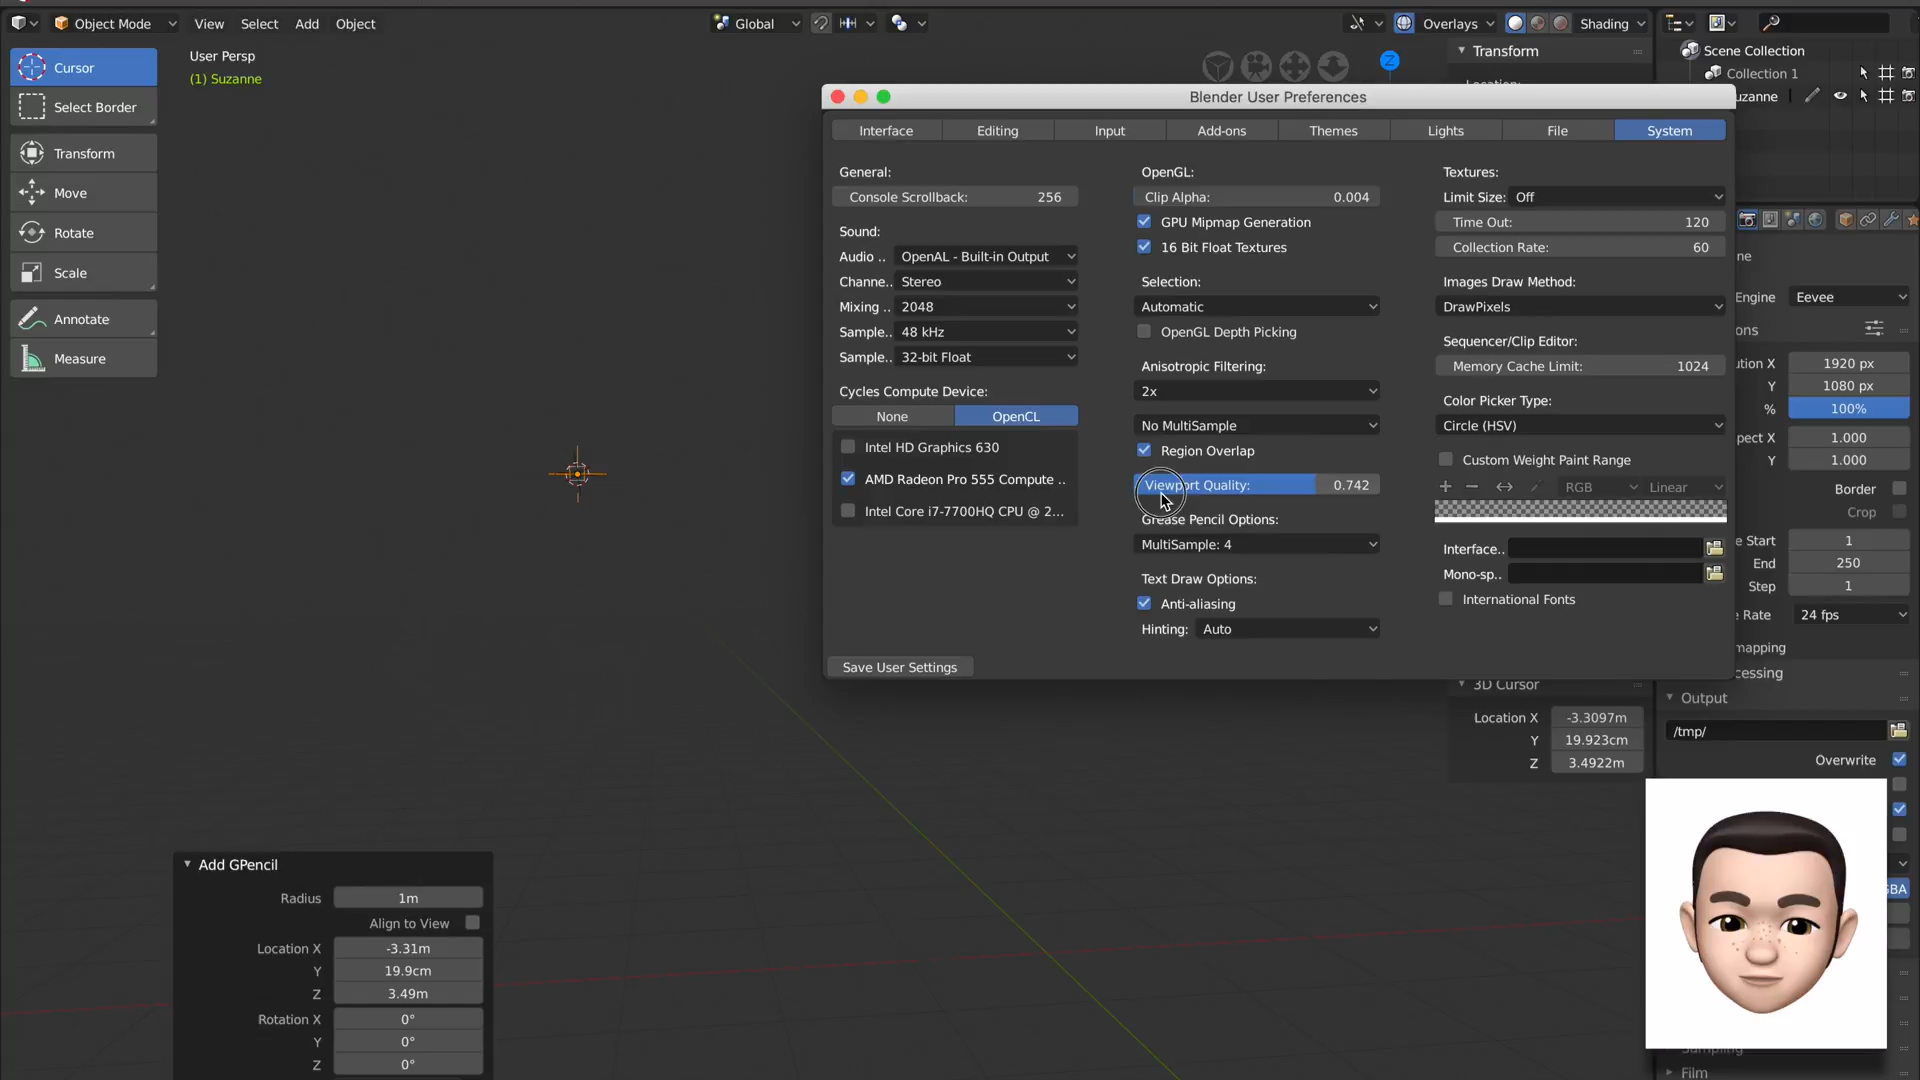 Object Mode
View
Select
Add
Object
Global
Overlays
Shading
User Persp
(1) Suzanne
Cursor
Select Border
Transform
Move
Rotate
Scale
Annotate
Measure
Z
Transform
Scene Collection
Collection 1
uzanne
Blender User Preferences
Interface
Editing
Input
Add-ons
Themes
Lights
File
System
General:
Console Scrollback: 256
Sound:
Audio .. OpenAL - Built-in Output
Channe.. Stereo
Mixing .. 2048
Sample.. 48 kHz
Sample.. 32-bit Float
Cycles Compute Device:
None
OpenCL
Intel HD Graphics 630
AMD Radeon Pro 555 Compute ..
Intel Core i7-7700HQ CPU @ 2...
OpenGL:
Clip Alpha: 0.004
GPU Mipmap Generation
16 Bit Float Textures
Selection:
Automatic
OpenGL Depth Picking
Anisotropic Filtering:
2x
No MultiSample
Region Overlap
Viewport Quality: 0.742
Grease Pencil Options:
MultiSample: 4
Text Draw Options:
Anti-aliasing
Hinting: Auto
Textures:
Limit Size: Off
Time Out: 120
Collection Rate: 60
Images Draw Method:
DrawPixels
Sequencer/Clip Editor:
Memory Cache Limit: 1024
Color Picker Type:
Circle (HSV)
Custom Weight Paint Range
RGB
Linear
Interface..
Mono-sp..
International Fonts
Save User Settings
ne
Engine Eevee
ons
ution X 1920 px
Y 1080 px
% 100%
pect X 1.000
Y 1.000
Border
Crop
e Start 1
End 250
Step 1
e Rate 24 fps
mapping
cessing
Output
/tmp/
Overwrite
GBA
Sampling
Film
3D Cursor
Location X -3.3097m
Y 19.923cm
Z 3.4922m
Add GPencil
Radius 1m
Align to View
Location X -3.31m
Y 19.9cm
Z 3.49m
Rotation X 0°
Y 0°
Z 0°